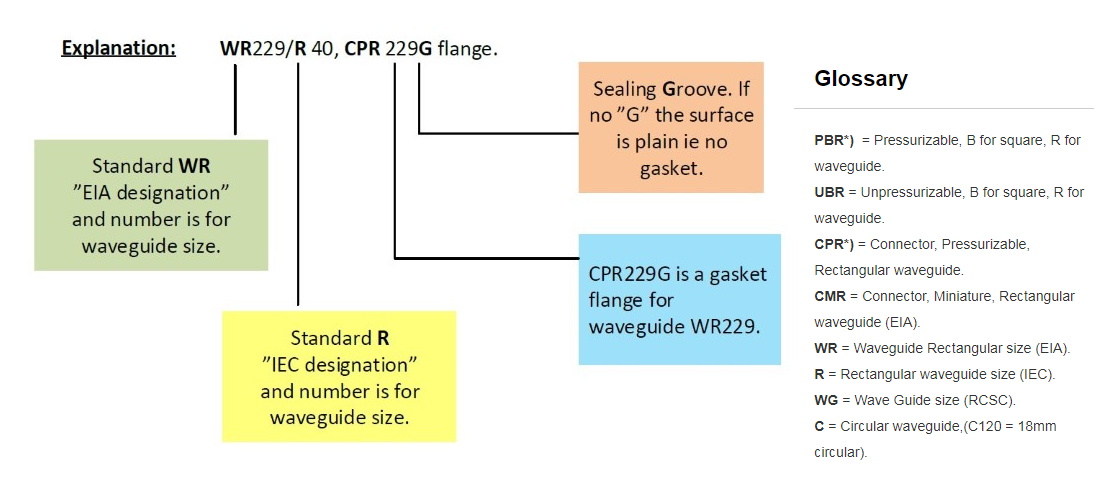 Explanation: WR229/R 40, CPR 229G flange.
Standard WR
”EIA designation”
and number is for
waveguide size.
Standard R
”IEC designation”
and number is for
waveguide size.
Sealing Groove. If
no ”G” the surface
is plain ie no
gasket.
CPR229G is a gasket
flange for
waveguide WR229.
Glossary
PBR*) = Pressurizable, B for square, R for
waveguide.
UBR = Unpressurizable, B for square, R for
waveguide.
CPR*) = Connector, Pressurizable,
Rectangular waveguide.
CMR = Connector, Miniature, Rectangular
waveguide (EIA).
WR = Waveguide Rectangular size (EIA).
R = Rectangular waveguide size (IEC).
WG = Wave Guide size (RCSC).
C = Circular waveguide,(C120 = 18mm
circular).